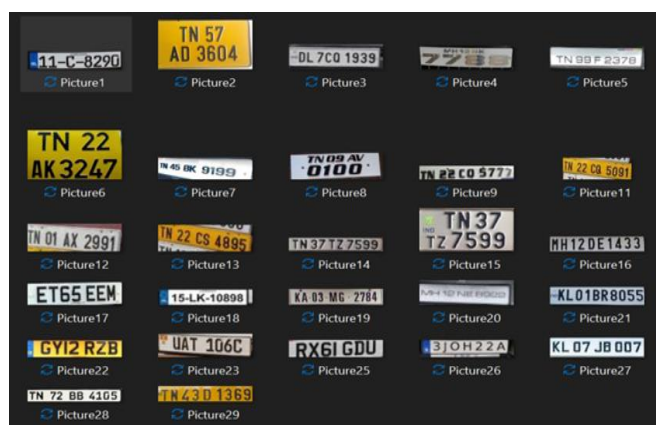 11-C-8290
Picture1
TN 57
AD 3604
Picture2
DL 7CQ 1939
Picture3
7788
Picture4
TN 99 F 2378
Picture5
TN 22
AK 3247
Picture6
TN 45 BK 9199
Picture7
TN 09 AV
0100
Picture8
TN 22 CQ 5777
Picture9
TN 22 CQ 5091
Picture11
TN 01 AX 2991
Picture12
TN 22 CS 4895
Picture13
TN 37 TZ 7599
Picture14
IND
TN 37
TZ 7599
Picture15
MH12DE1433
Picture16
ET65 EEM
Picture17
15-LK-10898
Picture18
KA 03 MG 2784
Picture19
Picture20
KL01BR8055
Picture21
GY12 RZB
Picture22
UAT 106C
Picture23
RX61 GDU
Picture25
3JOH22A
Picture26
KL 07 JB 007
Picture27
TN 72 BB 4105
Picture28
TN43D1369
Picture29